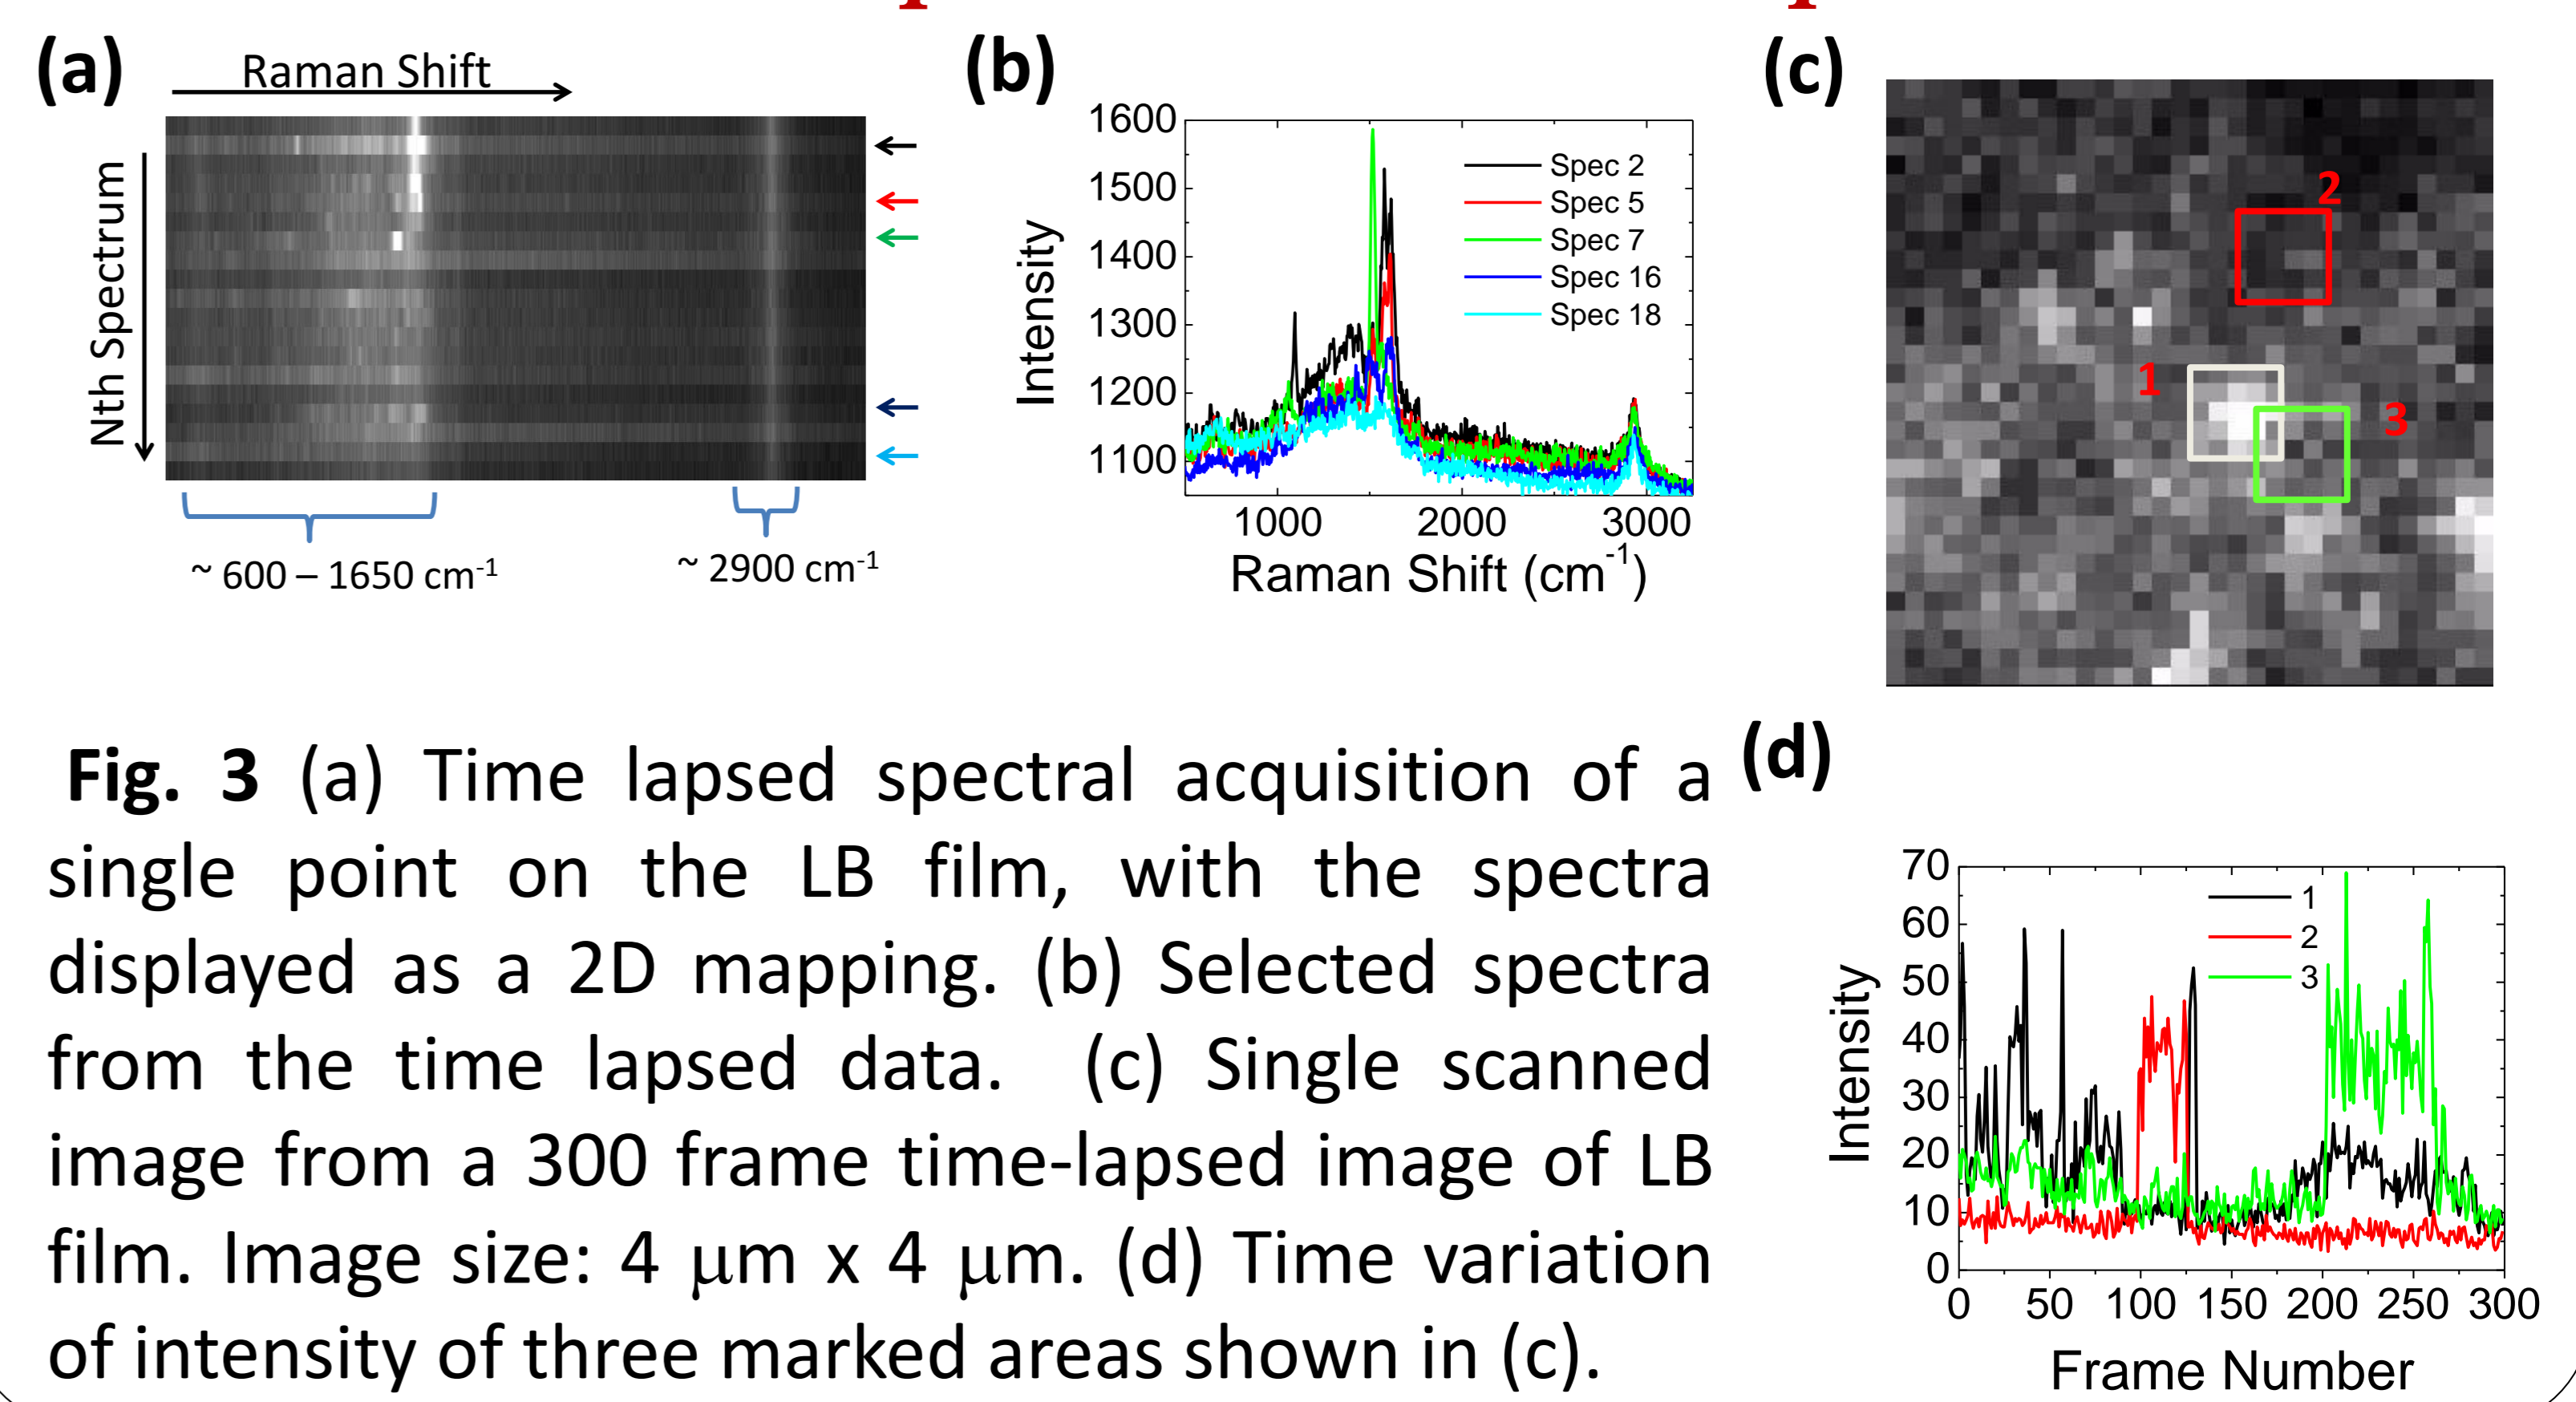 (a)
Raman Shift
Nth Spectrum
~ 600 – 1650 cm-1
~ 2900 cm-1
(b)
Intensity
1600
1500
1400
1300
1200
1100
Spec 2
Spec 5
Spec 7
Spec 16
Spec 18
1000 2000 3000
Raman Shift (cm-1)
(c)
2
1
3
Fig. 3 (a) Time lapsed spectral acquisition of a
single point on the LB film, with the spectra
displayed as a 2D mapping. (b) Selected spectra
from the time lapsed data. (c) Single scanned
image from a 300 frame time-lapsed image of LB
film. Image size: 4 μm x 4 μm. (d) Time variation
of intensity of three marked areas shown in (c).
(d)
Intensity
70
60
50
40
30
20
10
0
1
2
3
0 50 100 150 200 250 300
Frame Number